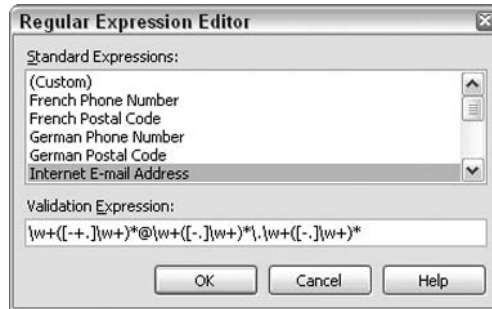 Regular Expression Editor
Standard Expressions:
(Custom)
French Phone Number
French Postal Code
German Phone Number
German Postal Code
Internet E-mail Address
Validation Expression:
\w+([-+.]\w+)*@\w+([-.]\w+)*\.\w+([-.]\w+)*
OK Cancel Help